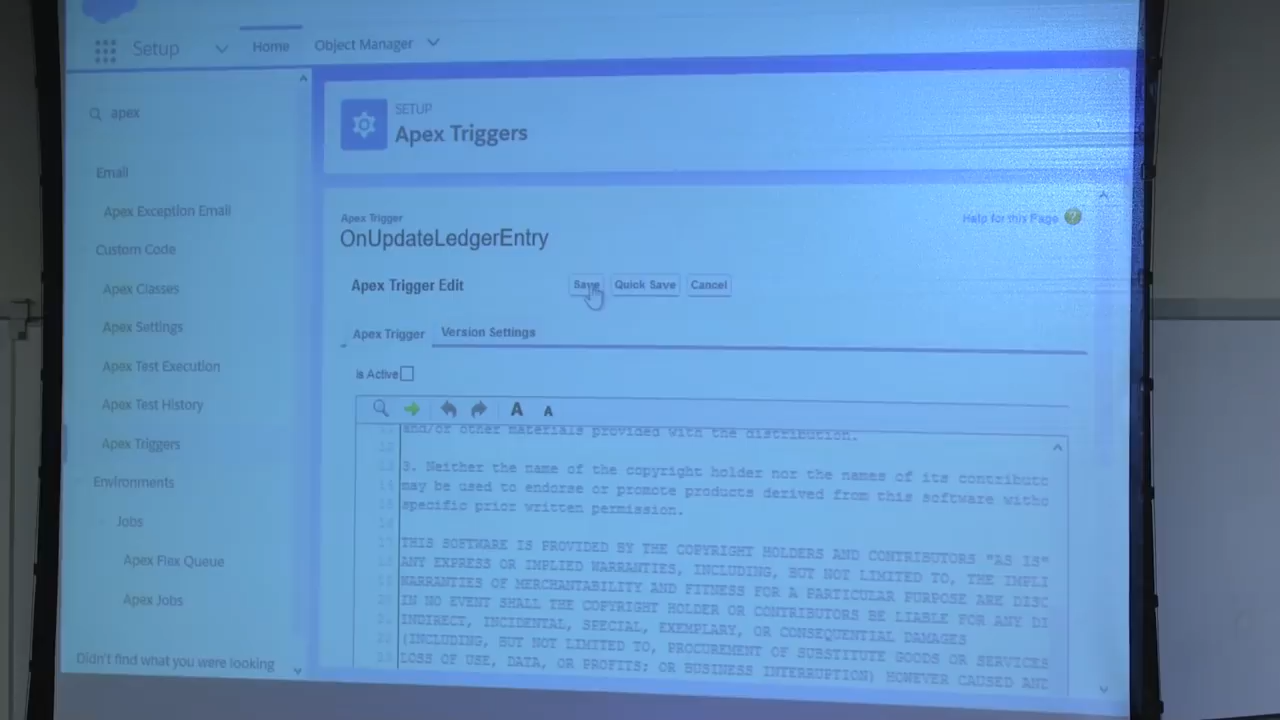 Setup
Home
Object Manager
apex
Email
Apex Exception Email
Custom Code
Apex Classes
Apex Settings
Apex Test Execution
Apex Test History
Apex Triggers
Environments
Jobs
Apex Flex Queue
Apex Jobs
Didn't find what you were looking
SETUP
Apex Triggers
Apex Trigger
OnUpdateLedgerEntry
Help for this Page ?
Apex Trigger Edit
Save
Quick Save
Cancel
Apex Trigger
Version Settings
Is Active
A
A
and/or other materials provided with the distribution.
3. Neither the name of the copyright holder nor the names of its contributo
may be used to endorse or promote products derived from this software witho
specific prior written permission.
THIS SOFTWARE IS PROVIDED BY THE COPYRIGHT HOLDERS AND CONTRIBUTORS "AS IS"
ANY EXPRESS OR IMPLIED WARRANTIES, INCLUDING, BUT NOT LIMITED TO, THE IMPLI
WARRANTIES OF MERCHANTABILITY AND FITNESS FOR A PARTICULAR PURPOSE ARE DISC
IN NO EVENT SHALL THE COPYRIGHT HOLDER OR CONTRIBUTORS BE LIABLE FOR ANY DI
INDIRECT, INCIDENTAL, SPECIAL, EXEMPLARY, OR CONSEQUENTIAL DAMAGES
(INCLUDING, BUT NOT LIMITED TO, PROCUREMENT OF SUBSTITUTE GOODS OR SERVICES
LOSS OF USE, DATA, OR PROFITS; OR BUSINESS INTERRUPTION) HOWEVER CAUSED AND